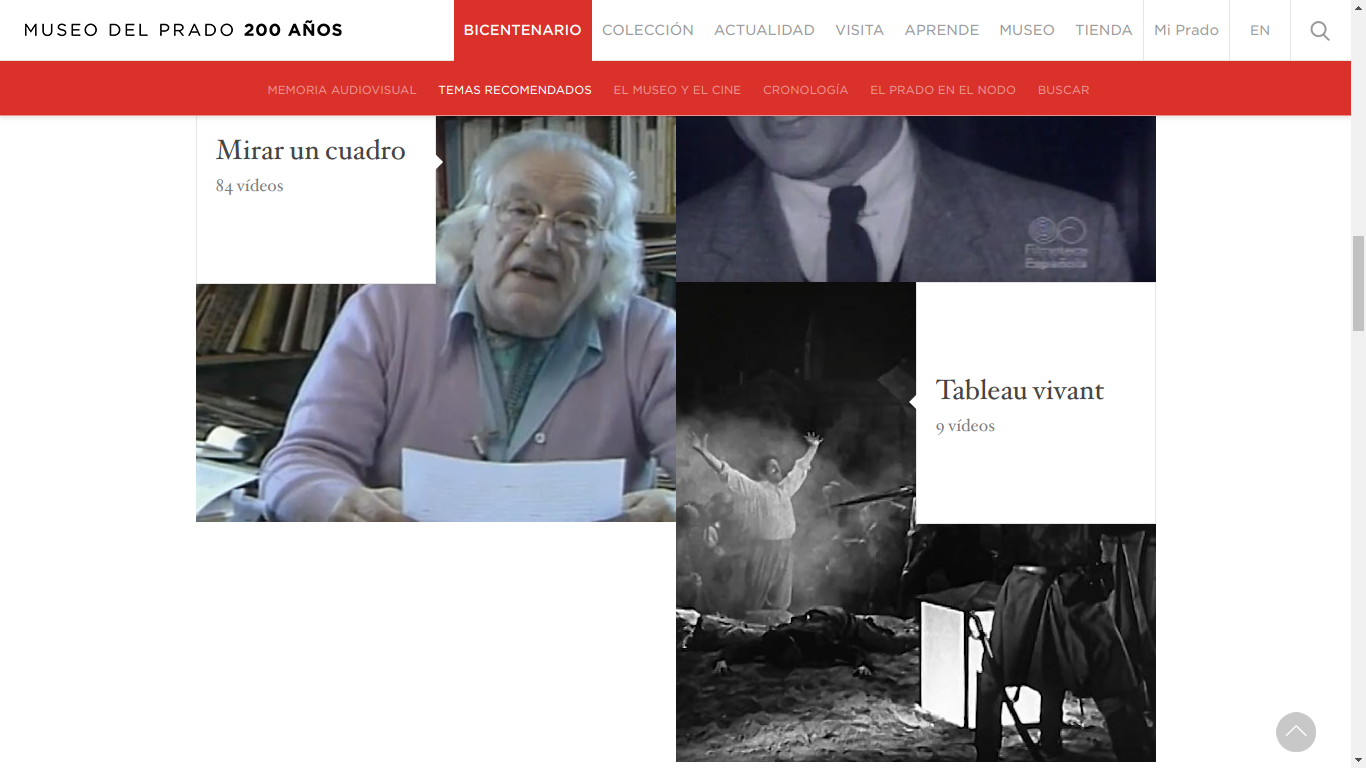 MUSEO DEL PRADO 200 AÑOS
BICENTENARIO
COLECCIÓN
ACTUALIDAD
VISITA
APRENDE
MUSEO
TIENDA
Mi Prado
EN
MEMORIA AUDIOVISUAL
TEMAS RECOMENDADOS
EL MUSEO Y EL CINE
CRONOLOGÍA
EL PRADO EN EL NODO
BUSCAR
Mirar un cuadro
84 vídeos
Filmoteca
Española
Tableau vivant
9 vídeos